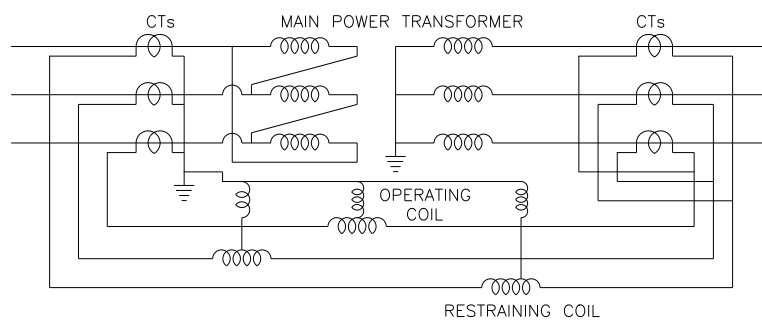 CTs
MAIN POWER TRANSFORMER
CTs
OPERATING
COIL
RESTRAINING COIL